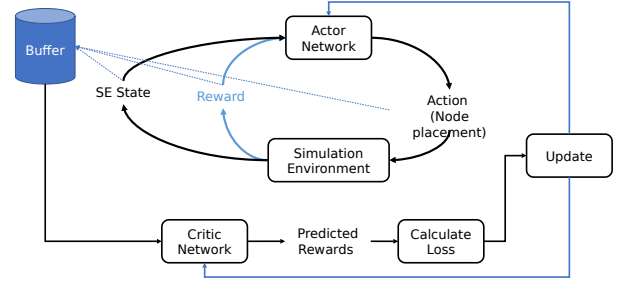 Actor
Network
Buffer
SE State
Reward
Action
(Node
placement)
Simulation
Environment
Update
Critic
Network
Predicted
Rewards
Calculate
Loss